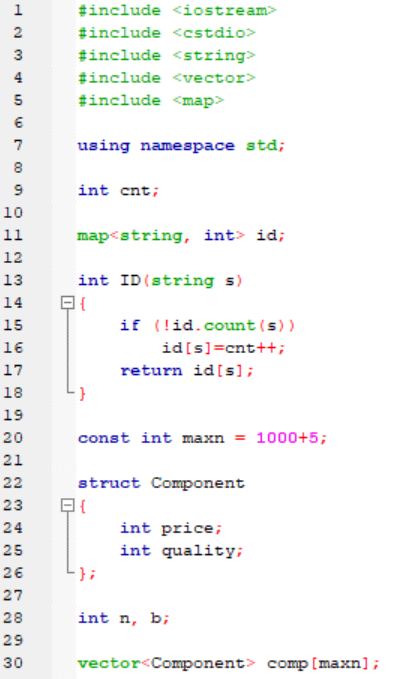 1 #include <iostream>
2 #include <cstdio>
3 #include <string>
4 #include <vector>
5 #include <map>
6
7 using namespace std;
8
9 int cnt;
10
11 map<string, int> id;
12
13 int ID(string s)
14 {
15     if (!id.count(s))
16         id[s]=cnt++;
17     return id[s];
18 }
19
20 const int maxn = 1000+5;
21
22 struct Component
23 {
24     int price;
25     int quality;
26 };
27
28 int n, b;
29
30 vector<Component> comp[maxn];